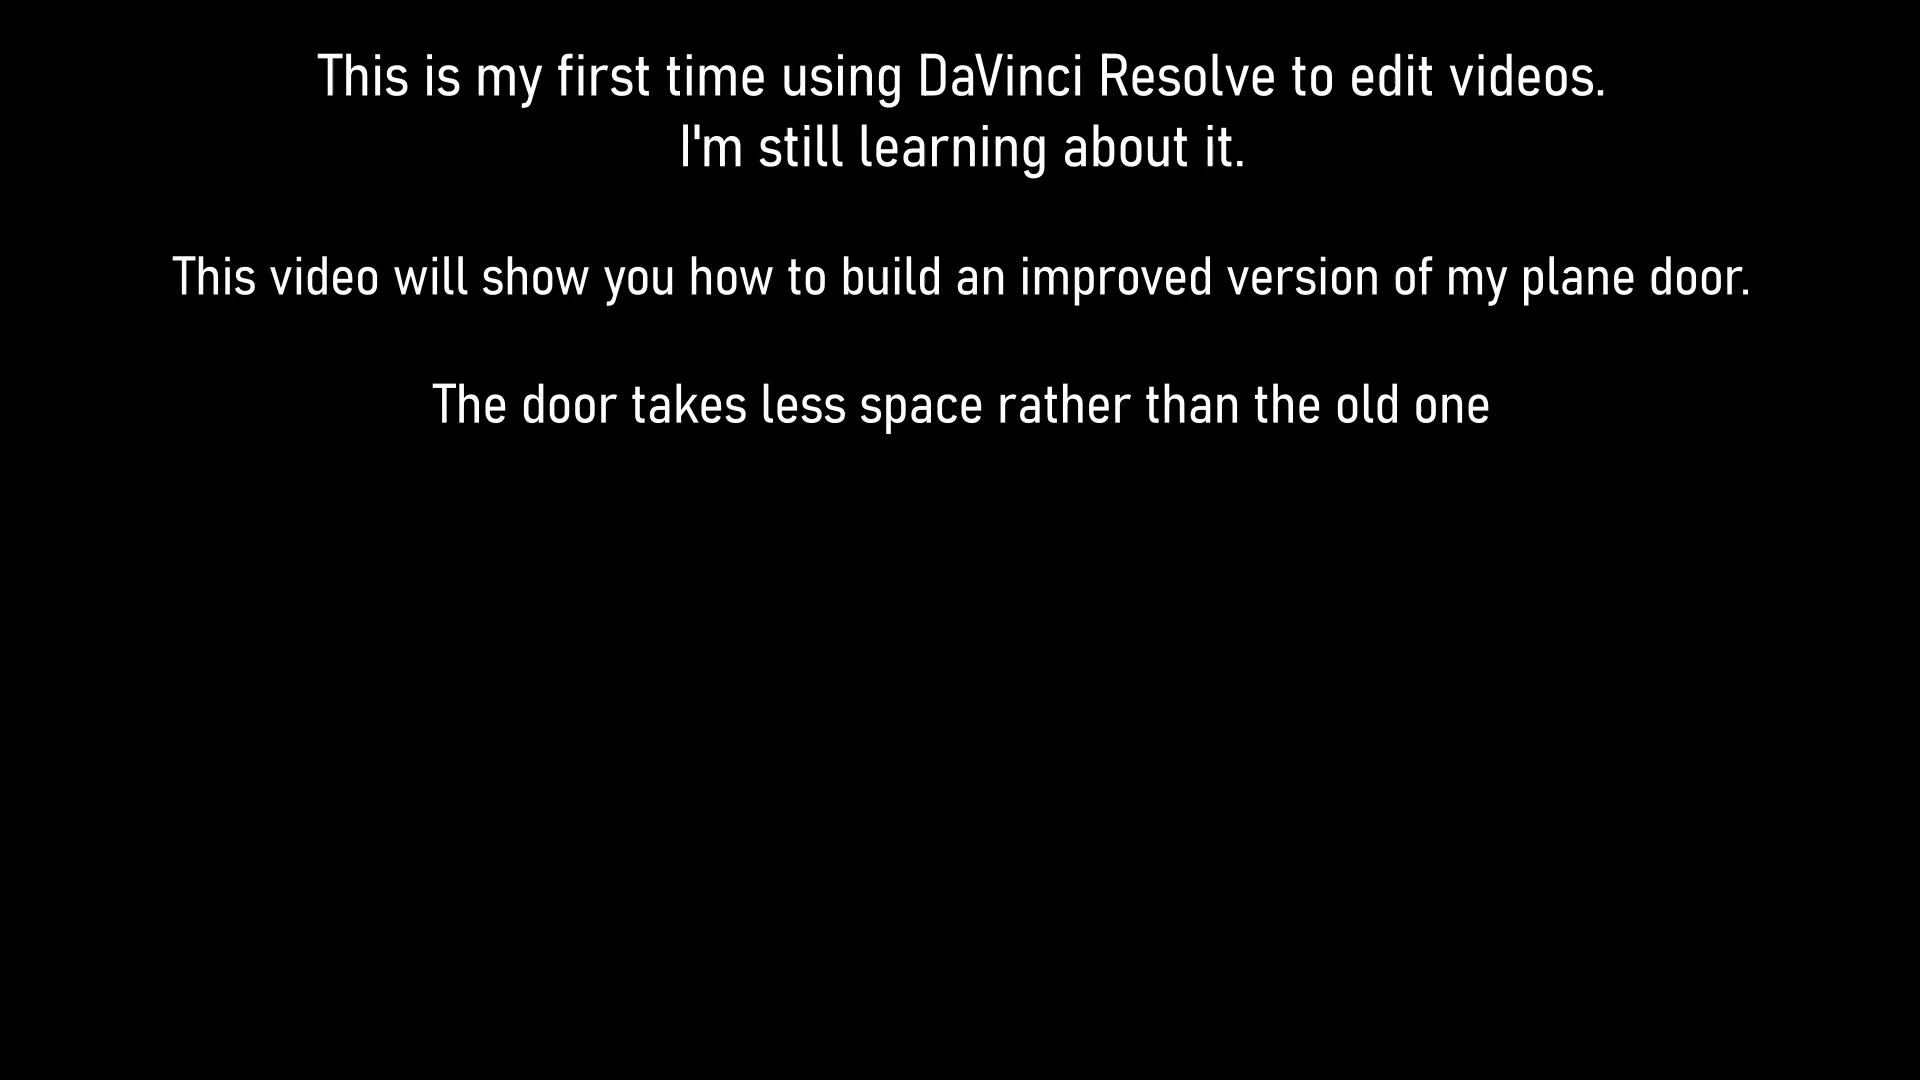 This is my first time using DaVinci Resolve to edit videos.
I'm still learning about it.
This video will show you how to build an improved version of my plane door.
The door takes less space rather than the old one